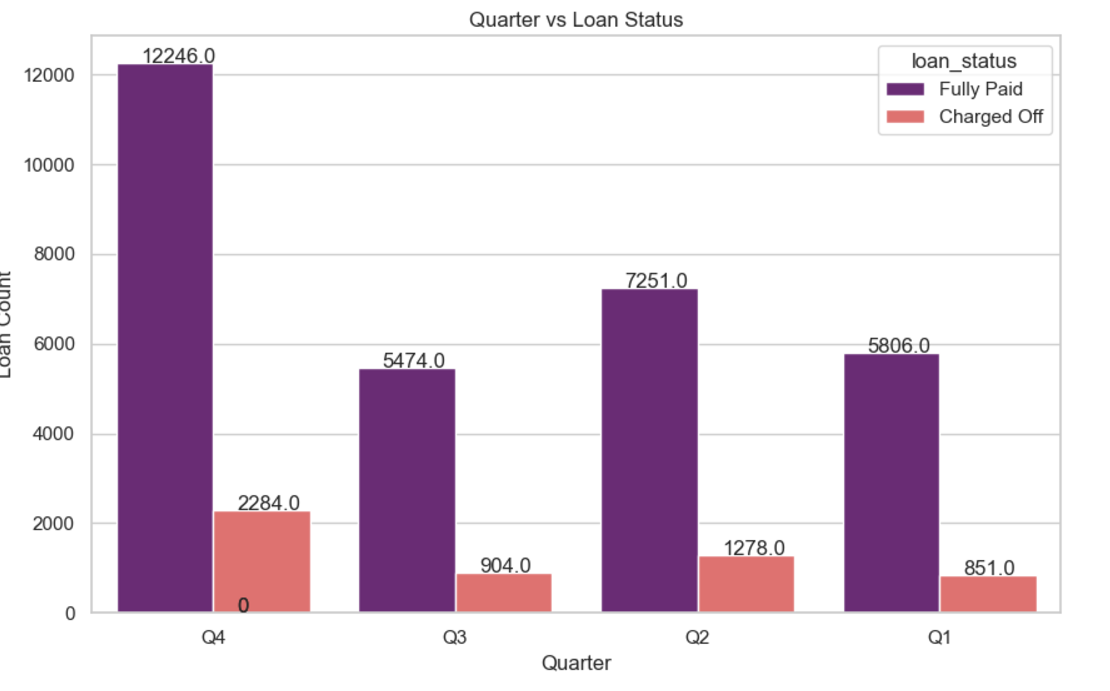 Quarter vs Loan Status
12246.0
12000
loan_status
Fully Paid
Charged Off
10000
8000
7251.0
Loan Count
6000
5474.0
5806.0
4000
2284.0
2000
904.0
1278.0
851.0
0
0
Q4
Q3
Q2
Q1
Quarter